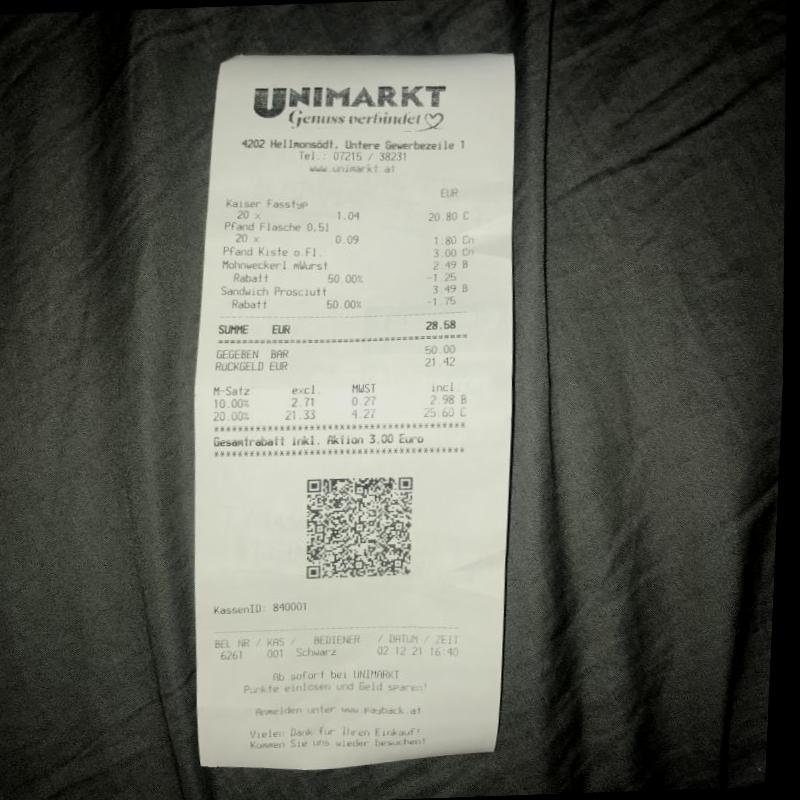 UNIMARKT
Genuss verbindet
4202 Hellmonsödt, Untere Gewerbezeile 1
Tel.: 07215 / 38231
www.unimarkt.at
EUR
Kaiser Fasstyp
20 x 1.04 20.80 C
Pfand Flasche 0,5l
20 x 0.09 1.80 Cn
Pfand Kiste o.Fl. 3.00 Cn
Mohnweckerl mWurst 2.49 B
Rabatt 50.00% -1.25
Sandwich Prosciutt 3.49 B
Rabatt 50.00% -1.75
SUMME EUR 28.58
GEGEBEN BAR 50.00
RÜCKGELD EUR 21.42
M-Satz excl. MWST incl.
10.00% 2.71 0.27 2.98 B
20.00% 21.33 4.27 25.60 C
Gesamtrabatt inkl. Aktion 3.00 Euro
KassenID: 840001
BEL NR / KAS / BEDIENER / DATUM / ZEIT
6261 001 Schwarz 02.12.21 16:40
Ab sofort bei UNIMARKT
Punkte einlösen und Geld sparen!
Anmelden unter www.payback.at
Vielen Dank für Ihren Einkauf!
Kommen Sie uns wieder besuchen!